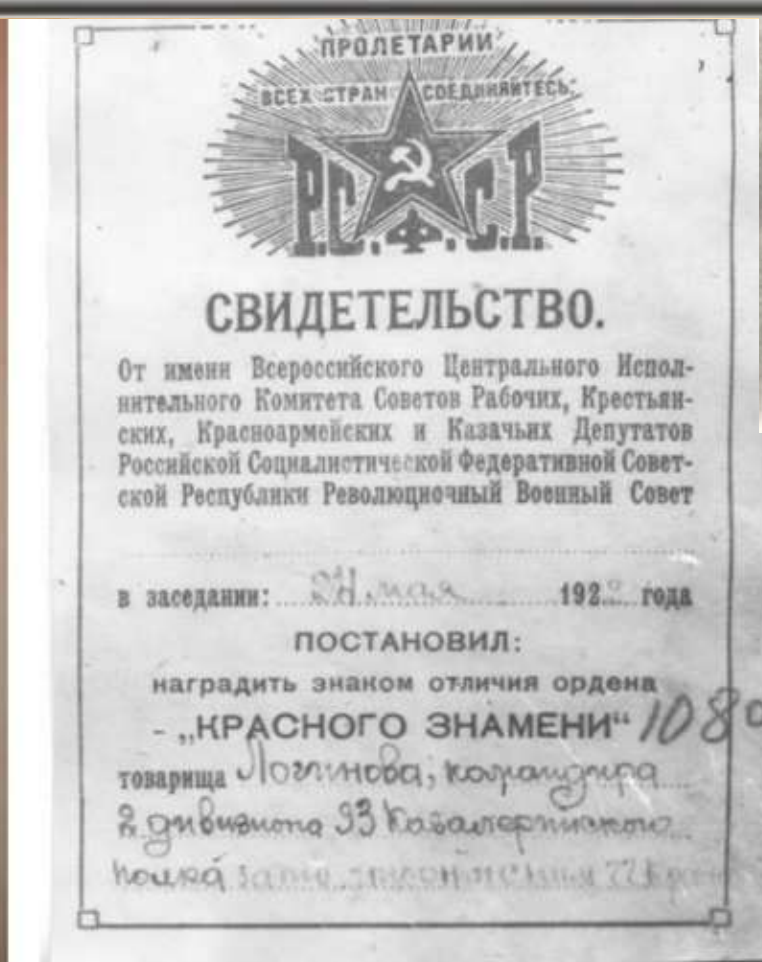 ПРОЛЕТАРИИ
ВСЕХ СТРАН СОЕДИНЯЙТЕСЬ:
Р.С.Ф.С.Р.
СВИДЕТЕЛЬСТВО.
От имени Всероссийского Центрального Испол-
нительного Комитета Советов Рабочих, Крестьян-
ских, Красноармейских и Казачьих Депутатов
Российской Социалистической Федеративной Совет-
ской Республики Революционный Военный Совет
в заседании: мая 192 года
ПОСТАНОВИЛ:
наградить знаком отличия ордена
- „КРАСНОГО ЗНАМЕНИ“ 108
товарища Логинова, командира
2 дивизиона 93 Кавалерийского
полка